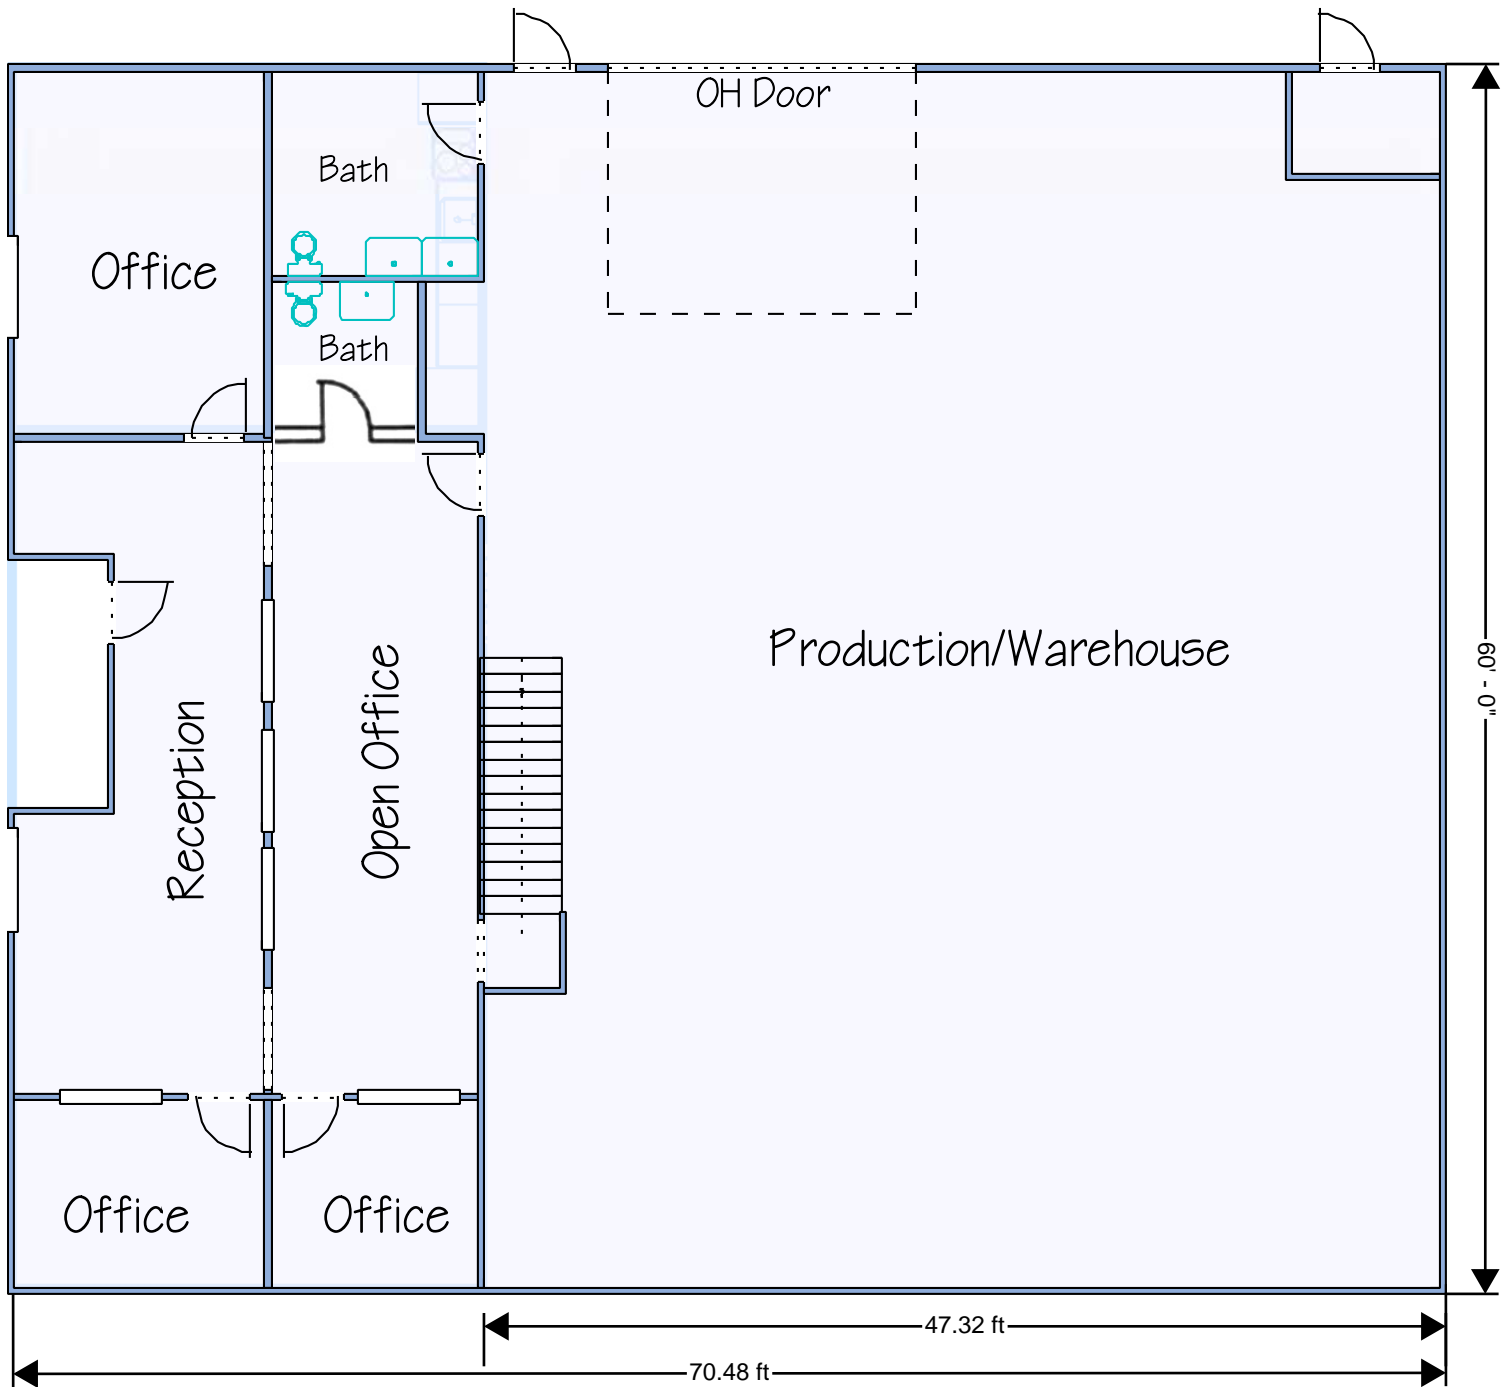 OH Door
Bath
Office
Bath
Production/Warehouse
60' - 0"
Reception
Open Office
Office
Office
47.32 ft
70.48 ft